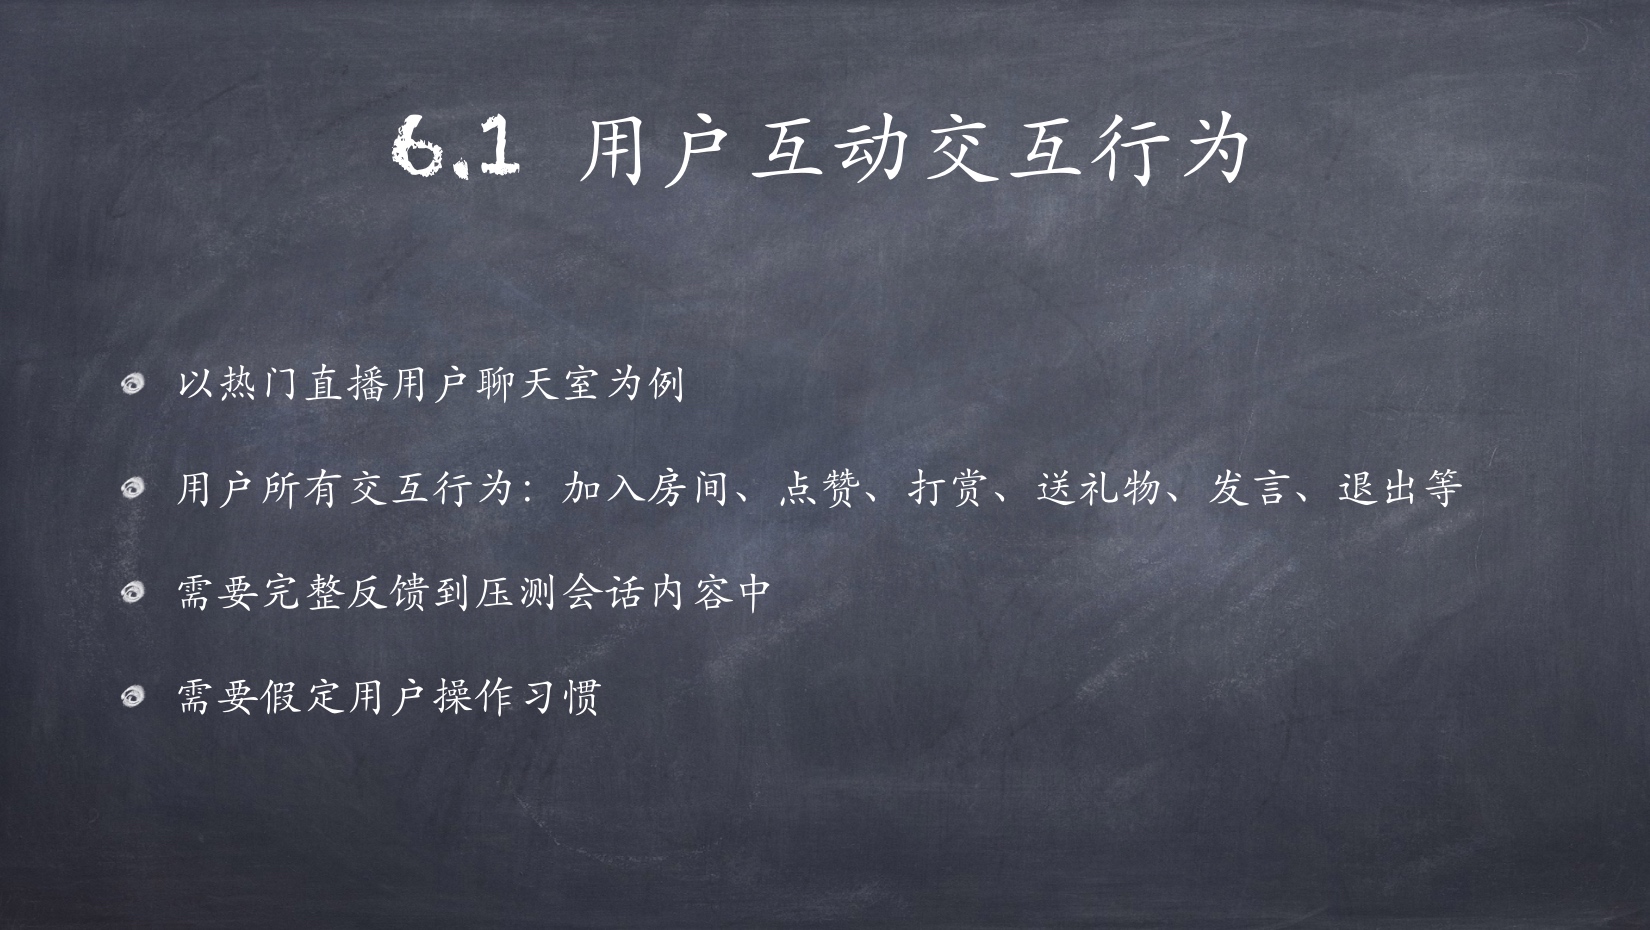 6.1 用户互动交互行为
以热门直播用户聊天室为例
用户所有交互行为：加入房间、点赞、打赏、送礼物、发言、退出等
需要完整反馈到压测会话内容中
需要假定用户操作习惯